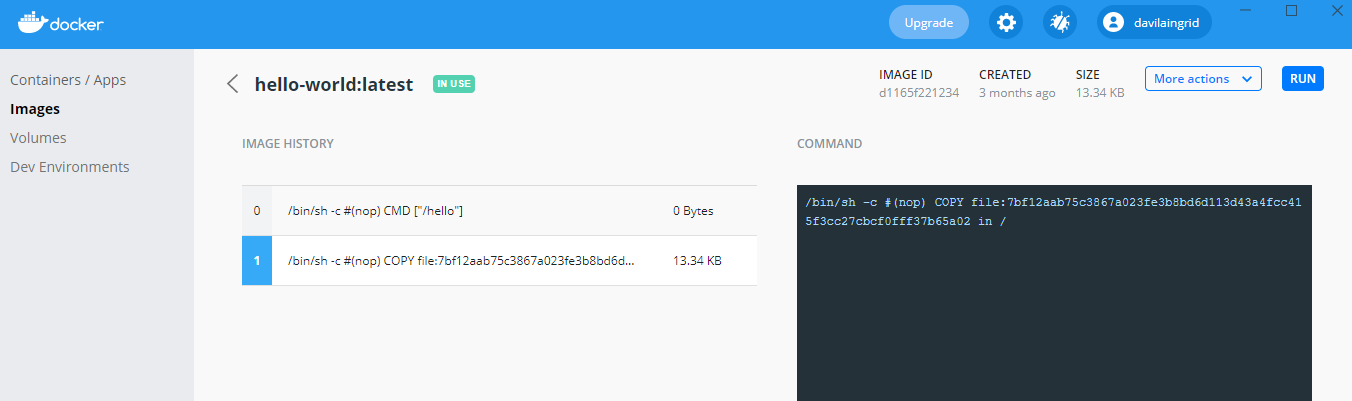 docker
Upgrade
davilaingrid
Containers / Apps
Images
Volumes
Dev Environments
hello-world:latest
IN USE
IMAGE ID
d1165f221234
CREATED
3 months ago
SIZE
13.34 KB
More actions
RUN
IMAGE HISTORY
0 /bin/sh -c #(nop) CMD ["/hello"] 0 Bytes
1 /bin/sh -c #(nop) COPY file:7bf12aab75c3867a023fe3b8bd6d... 13.34 KB
COMMAND
/bin/sh -c #(nop) COPY file:7bf12aab75c3867a023fe3b8bd6d113d43a4fcc41
5f3cc27cbcf0fff37b65a02 in /